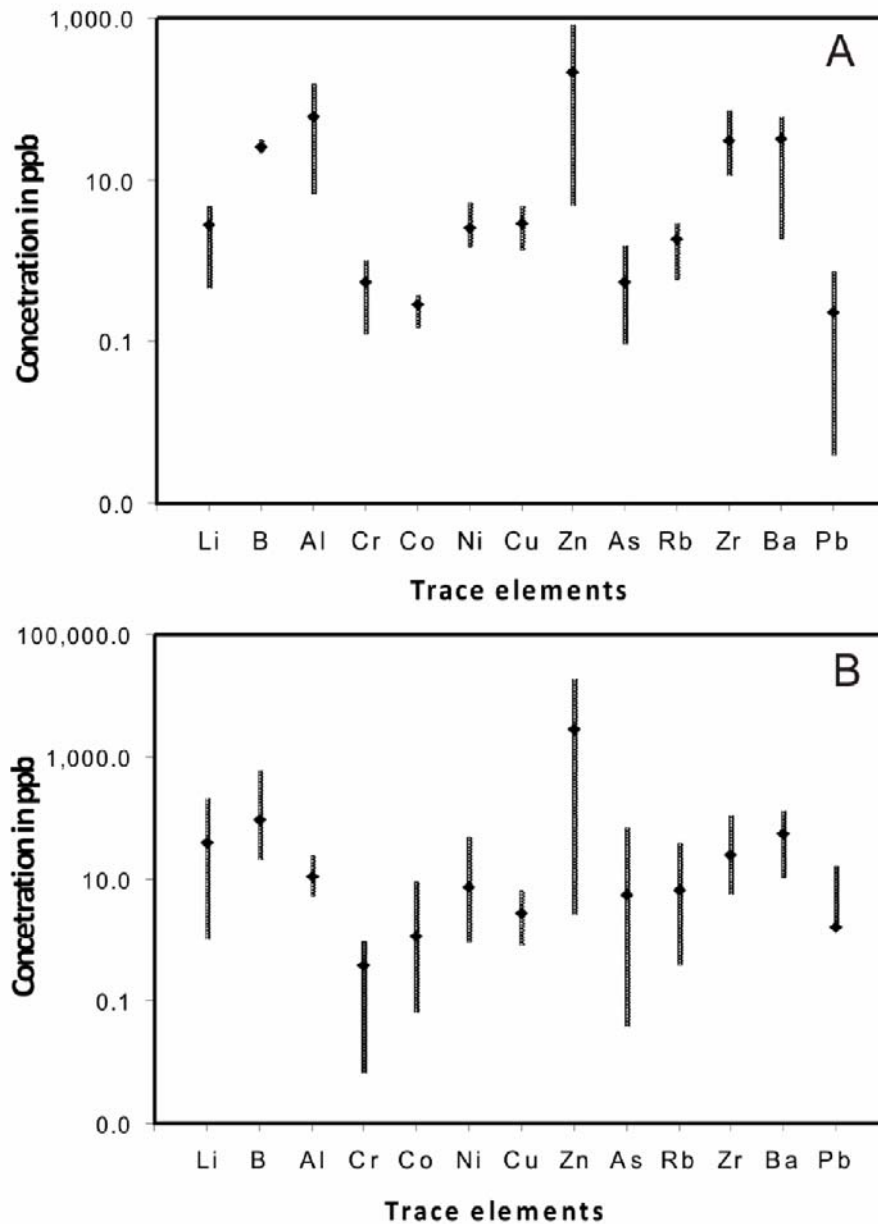 1,000.0
A
10.0
0.1
0.0
Concetration in ppb
Li B Al Cr Co Ni Cu Zn As Rb Zr Ba Pb
Trace elements
100,000.0
B
1,000.0
10.0
0.1
0.0
Concetration in ppb
Li B Al Cr Co Ni Cu Zn As Rb Zr Ba Pb
Trace elements